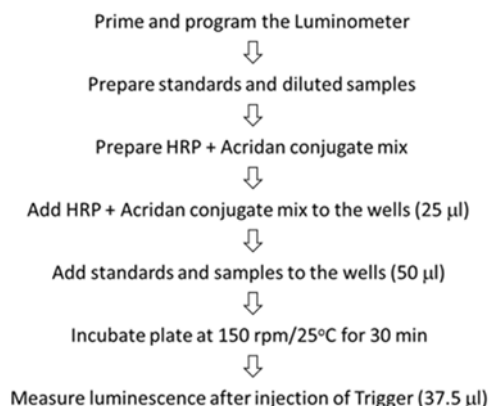 Prime and program the Luminometer
Prepare standards and diluted samples
Prepare HRP + Acridan conjugate mix
Add HRP + Acridan conjugate mix to the wells (25 µl)
Add standards and samples to the wells (50 µl)
Incubate plate at 150 rpm/25°C for 30 min
Measure luminescence after injection of Trigger (37.5 µl)